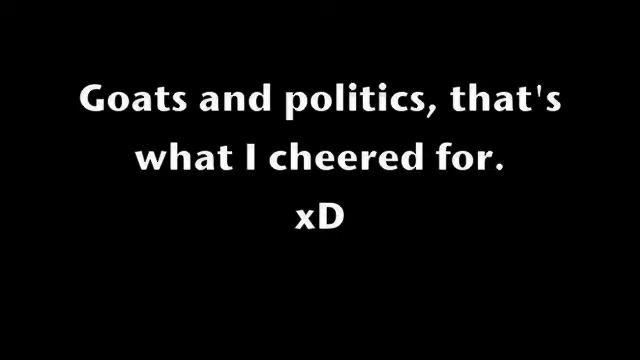 Goats and politics, that's
what I cheered for.
xD